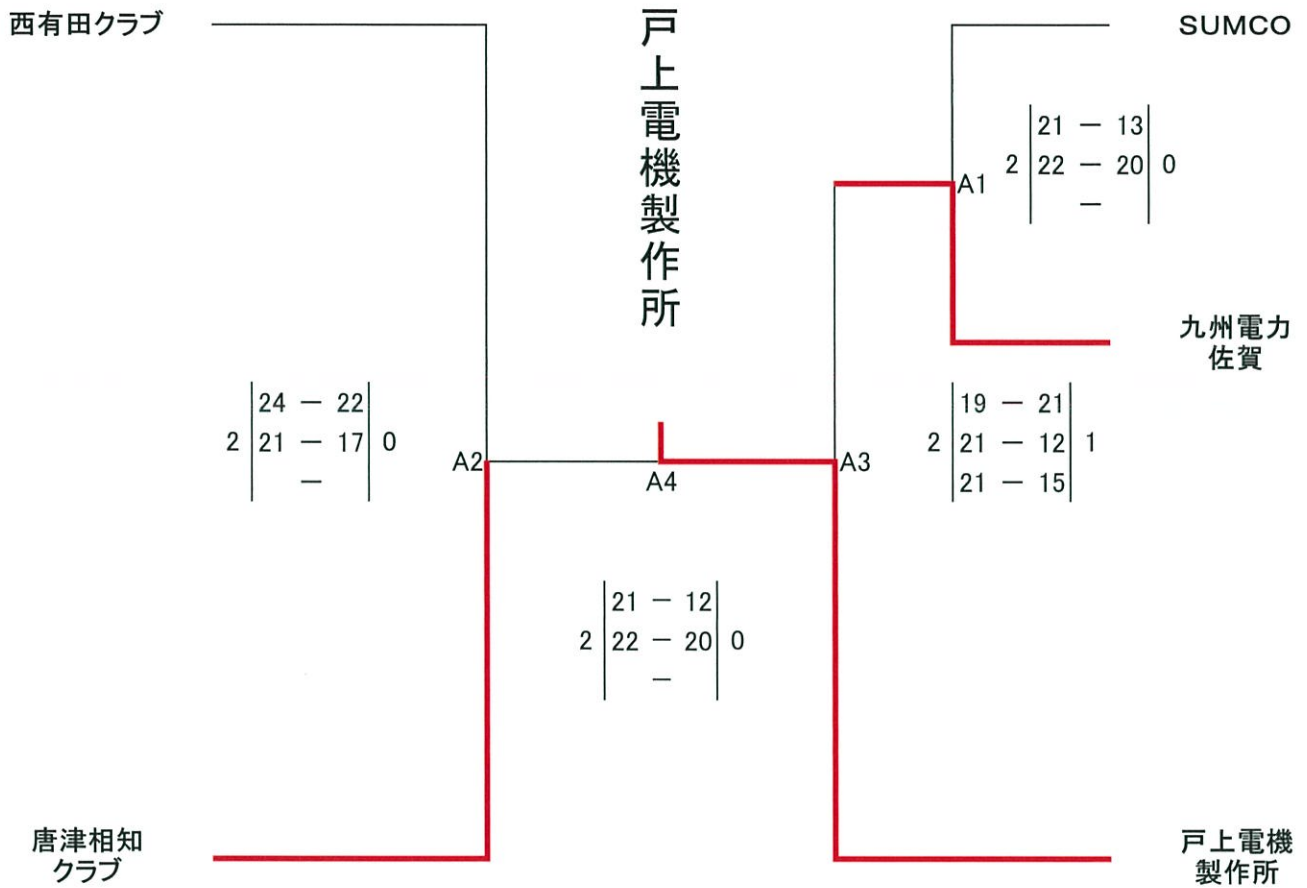 西有田クラブ
戸上電機製作所
SUMCO
21 － 13
2 22 － 20 0
－
A1
九州電力
佐賀
24 － 22
2 21 － 17 0
－
A2
A4
A3
19 － 21
2 21 － 12 1
21 － 15
21 － 12
2 22 － 20 0
－
唐津相知
クラブ
戸上電機
製作所